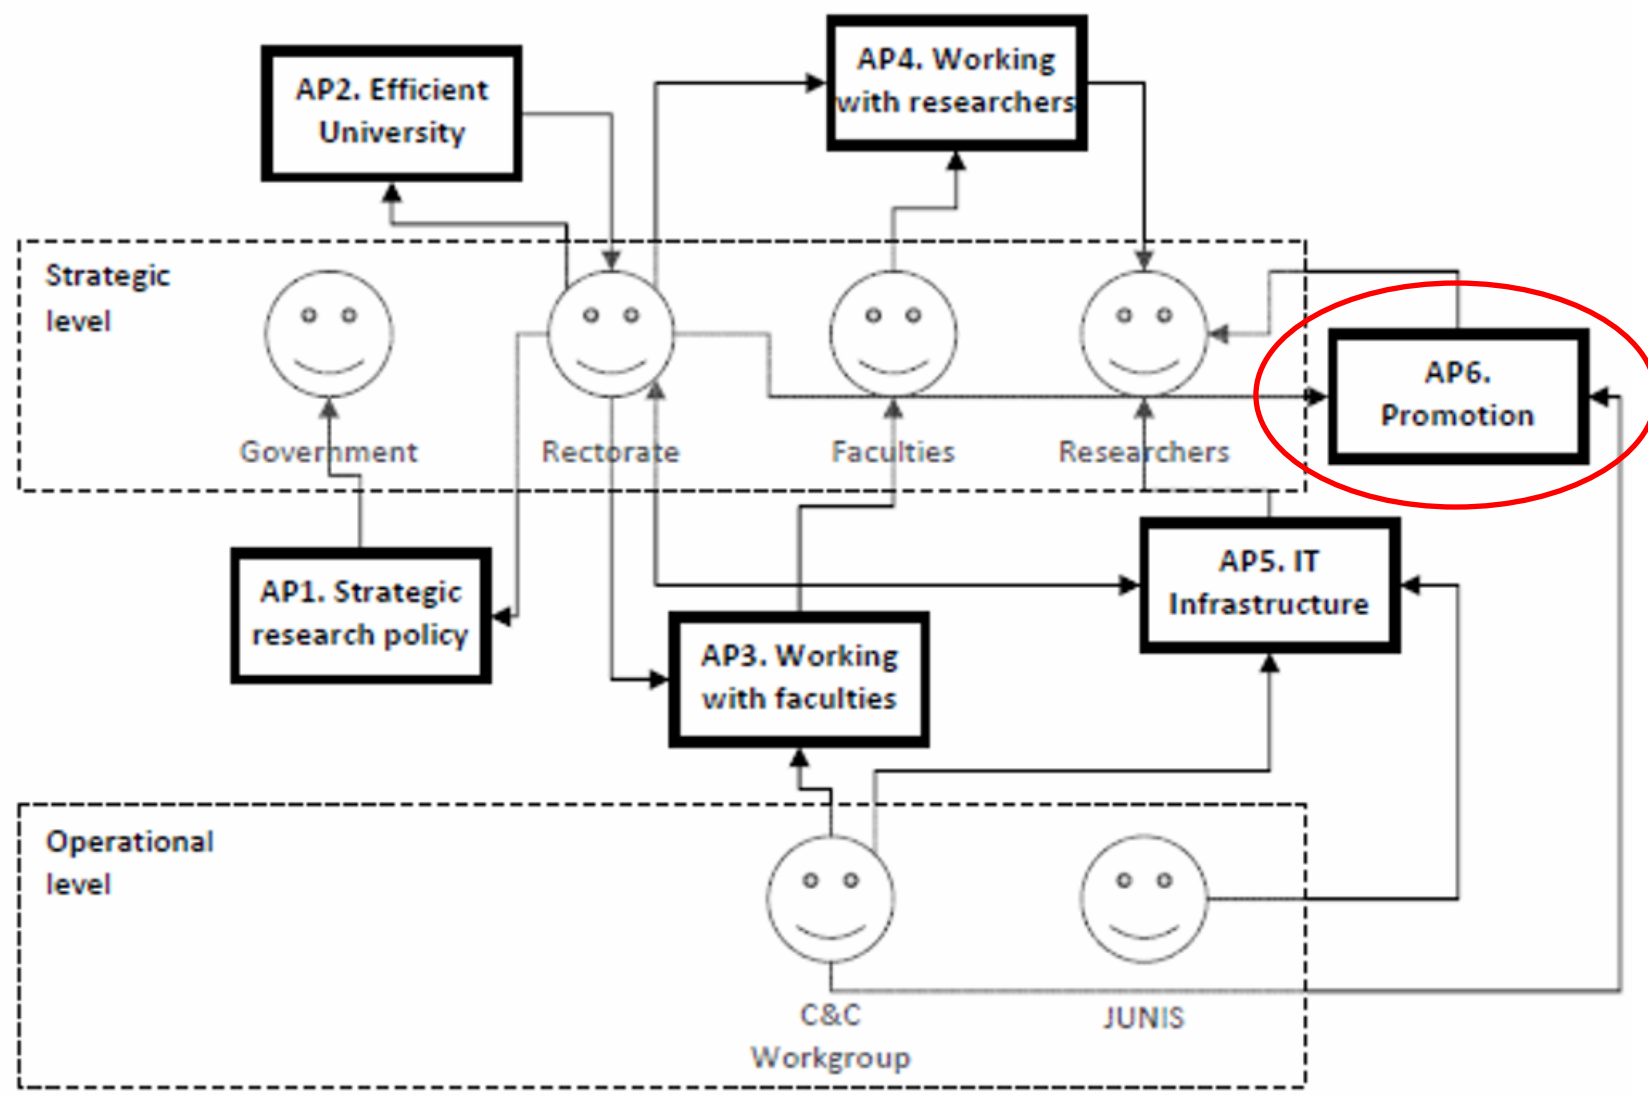 AP4. Working
with researchers
AP2. Efficient
University
Strategic
level
Government
Rectorate
Faculties
Researchers
AP6.
Promotion
AP1. Strategic
research policy
AP5. IT
Infrastructure
AP3. Working
with faculties
Operational
level
C&C
Workgroup
JUNIS